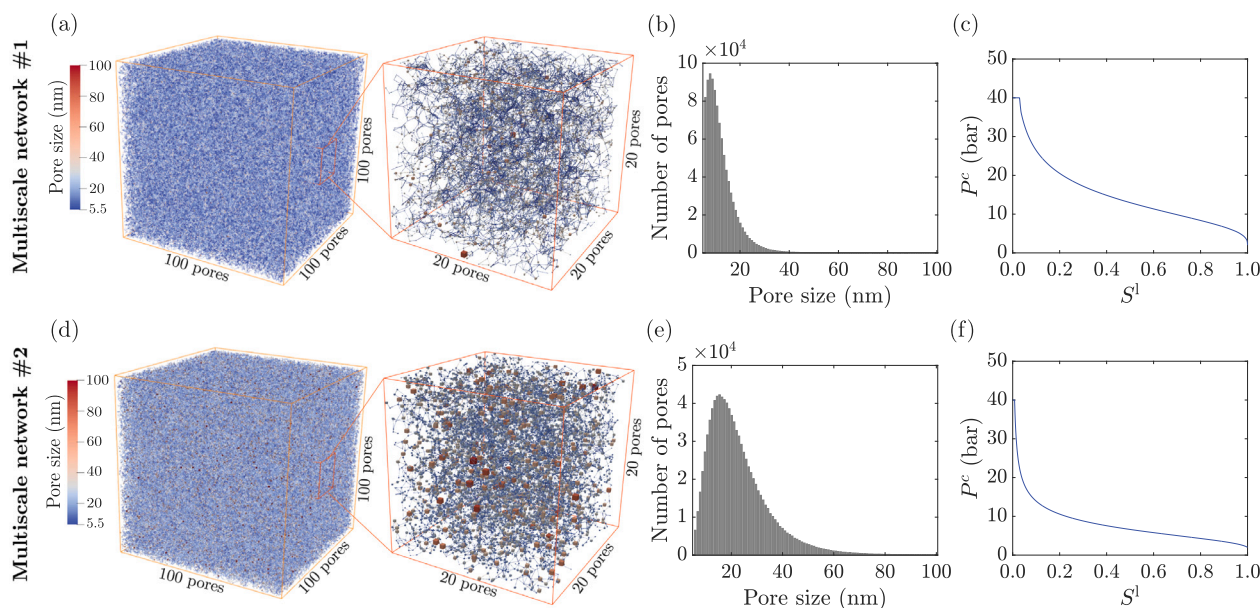 Multiscale network #1
(a)
Pore size (nm)
100
80
60
40
20
5.5
100 pores
100 pores
100 pores
20 pores
20 pores
20 pores
(b)
×10⁴
Number of pores
10
8
6
4
2
0
20 40 60 80 100
Pore size (nm)
(c)
Pᶜ (bar)
50
40
30
20
10
0
0.0 0.2 0.4 0.6 0.8 1.0
Sˡ
Multiscale network #2
(d)
Pore size (nm)
100
80
60
40
20
5.5
100 pores
100 pores
100 pores
20 pores
20 pores
20 pores
(e)
×10⁴
Number of pores
5
4
3
2
1
0
20 40 60 80 100
Pore size (nm)
(f)
Pᶜ (bar)
50
40
30
20
10
0
0.0 0.2 0.4 0.6 0.8 1.0
Sˡ